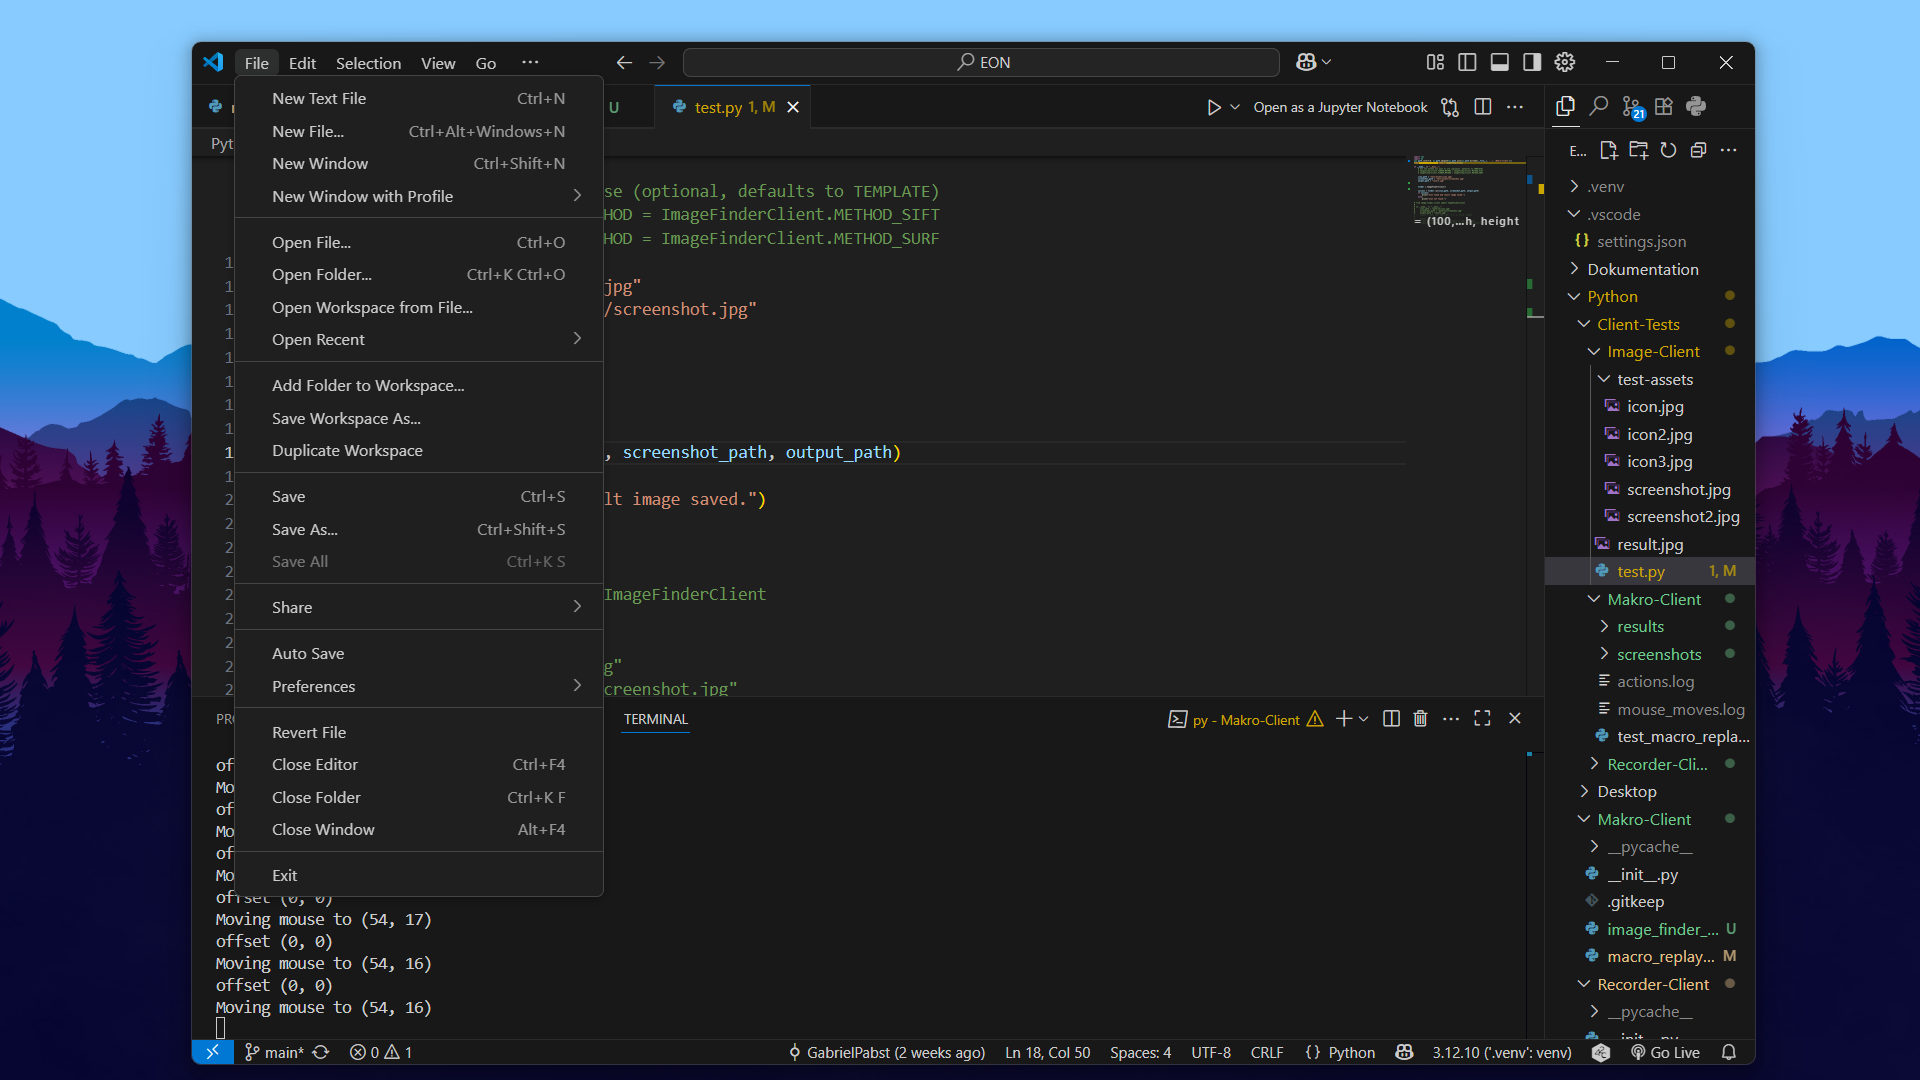 File Edit Selection View Go ···
EON
New Text File Ctrl+N
New File... Ctrl+Alt+Windows+N
New Window Ctrl+Shift+N
New Window with Profile
Open File... Ctrl+O
Open Folder... Ctrl+K Ctrl+O
Open Workspace from File...
Open Recent
Add Folder to Workspace...
Save Workspace As...
Duplicate Workspace
Save Ctrl+S
Save As... Ctrl+Shift+S
Save All Ctrl+K S
Share
Auto Save
Preferences
Revert File
Close Editor Ctrl+F4
Close Folder Ctrl+K F
Close Window Alt+F4
Exit
U
test.py 1, M
Open as a Jupyter Notebook
Pyt
se (optional, defaults to TEMPLATE)
HOD = ImageFinderClient.METHOD_SIFT
HOD = ImageFinderClient.METHOD_SURF
jpg"
/screenshot.jpg"
, screenshot_path, output_path)
lt image saved.")
ImageFinderClient
g"
creenshot.jpg"
= (100,...h, height
TERMINAL
py - Makro-Client
offset (0, 0)
Moving mouse to (54, 17)
offset (0, 0)
Moving mouse to (54, 16)
offset (0, 0)
Moving mouse to (54, 16)
21
E...
.venv
.vscode
{} settings.json
Dokumentation
Python
Client-Tests
Image-Client
test-assets
icon.jpg
icon2.jpg
icon3.jpg
screenshot.jpg
screenshot2.jpg
result.jpg
test.py 1, M
Makro-Client
results
screenshots
actions.log
mouse_moves.log
test_macro_repla...
Recorder-Cli...
Desktop
Makro-Client
__pycache__
__init__.py
.gitkeep
image_finder_... U
macro_replay... M
Recorder-Client
__pycache__
__init__.py
main* 0 1
GabrielPabst (2 weeks ago) Ln 18, Col 50 Spaces: 4 UTF-8 CRLF {} Python 3.12.10 ('.venv': venv) Go Live